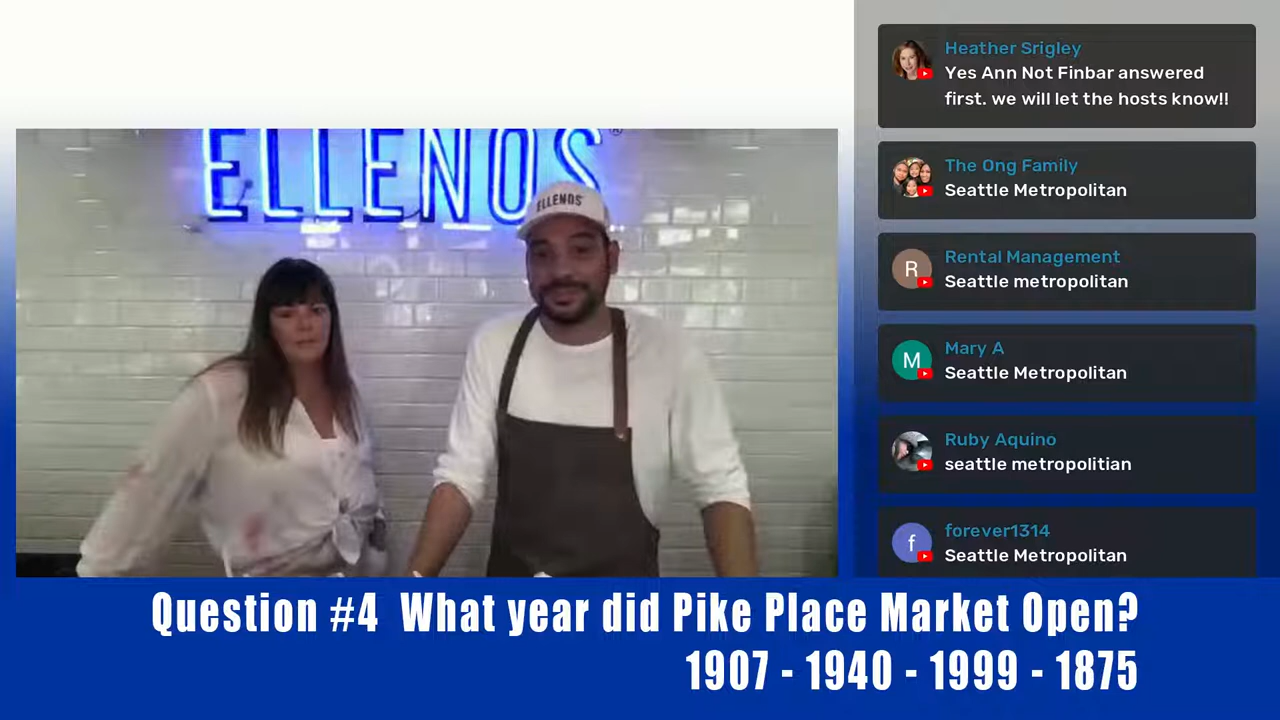 ELLENOS®
ELLENOS
Heather Srigley
Yes Ann Not Finbar answered
first. we will let the hosts know!!
The Ong Family
Seattle Metropolitan
R
Rental Management
Seattle metropolitan
M
Mary A
Seattle Metropolitan
Ruby Aquino
seattle metropolitian
f
forever1314
Seattle Metropolitan
Question #4 What year did Pike Place Market Open?
1907 - 1940 - 1999 - 1875